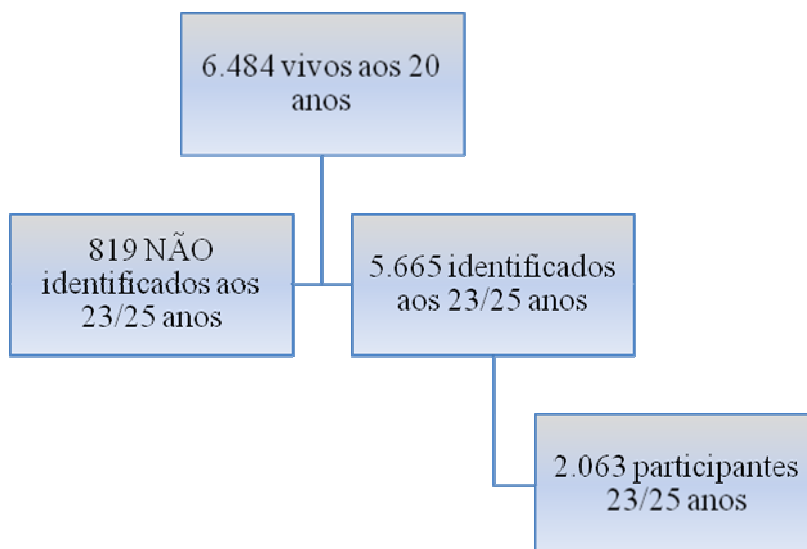 6.484 vivos aos 20
anos
819 NÃO
identificados aos
23/25 anos
5.665 identificados
aos 23/25 anos
2.063 participantes
23/25 anos